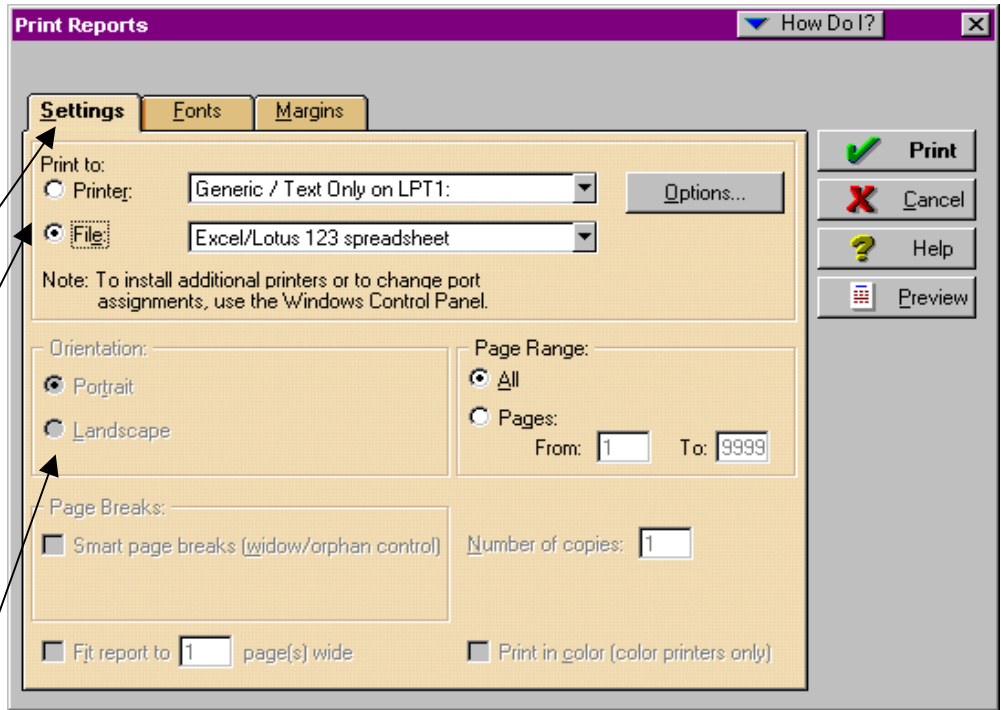 Print Reports
How Do I?
Settings
Fonts
Margins
Print to:
Printer:
Generic / Text Only on LPT1:
Options...
File:
Excel/Lotus 123 spreadsheet
Note: To install additional printers or to change port
assignments, use the Windows Control Panel.
Orientation:
Portrait
Landscape
Page Range:
All
Pages:
From: 1 To: 9999
Page Breaks:
Smart page breaks (widow/orphan control)
Number of copies: 1
Fit report to 1 page(s) wide
Print in color (color printers only)
Print
Cancel
Help
Preview